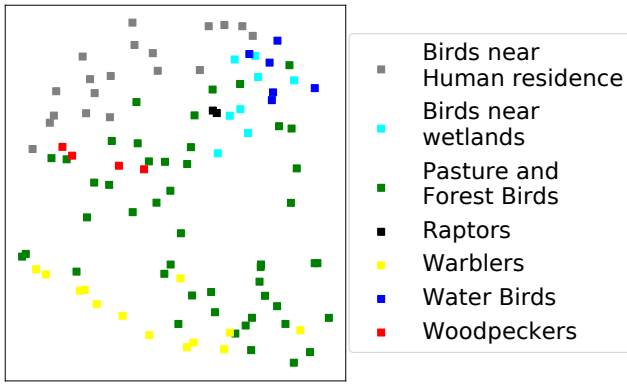 Birds near
Human residence
Birds near
wetlands
Pasture and
Forest Birds
Raptors
Warblers
Water Birds
Woodpeckers